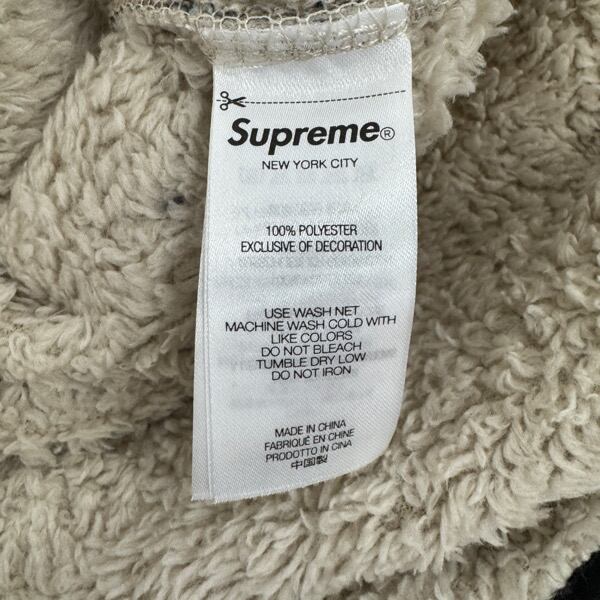 Supreme®
NEW YORK CITY
100% POLYESTER
EXCLUSIVE OF DECORATION
USE WASH NET
MACHINE WASH COLD WITH
LIKE COLORS
DO NOT BLEACH
TUMBLE DRY LOW
DO NOT IRON
MADE IN CHINA
FABRIQUÉ EN CHINE
PRODOTTO IN CINA
中国製